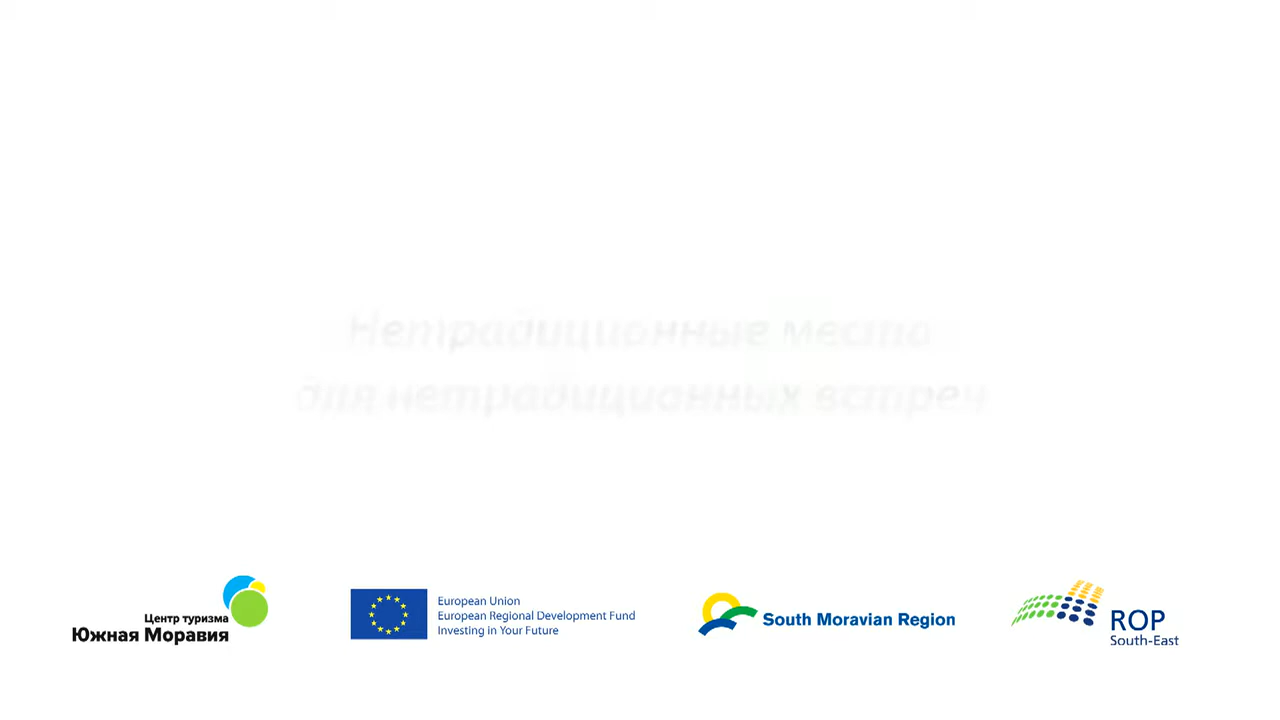 Нетрадиционные места
для нетрадиционных встреч
Центр туризма
Южная Моравия
European Union
European Regional Development Fund
Investing in Your Future
South Moravian Region
ROP
South-East